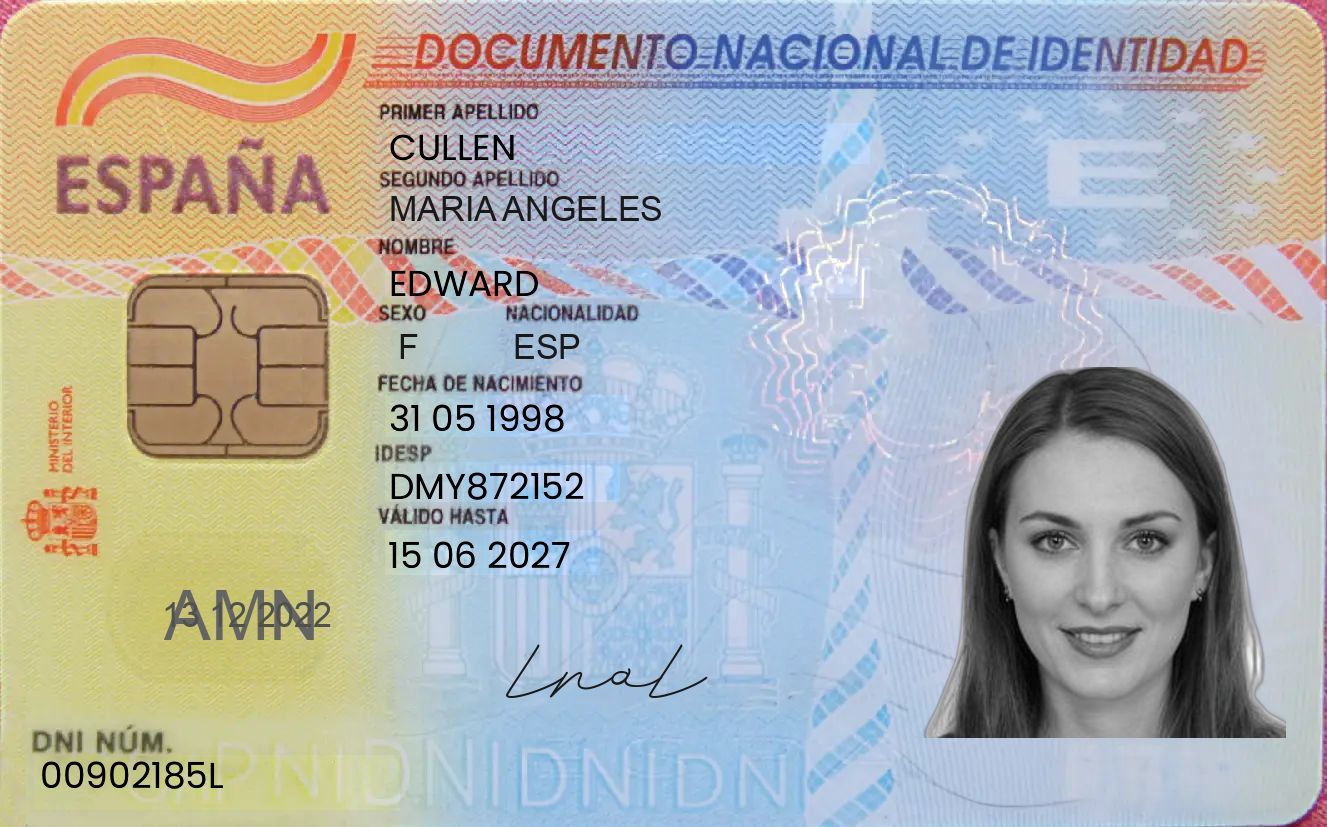 DOCUMENTO NACIONAL DE IDENTIDAD
ESPAÑA
PRIMER APELLIDO
CULLEN
SEGUNDO APELLIDO
MARIA ANGELES
NOMBRE
EDWARD
SEXO NACIONALIDAD
F ESP
FECHA DE NACIMIENTO
31 05 1998
IDESP
DMY872152
VÁLIDO HASTA
15 06 2027
MINISTERIO
DEL INTERIOR
E
AMN
13 12 2022
DNI NÚM.
00902185L
DNIDNIDNIDNI